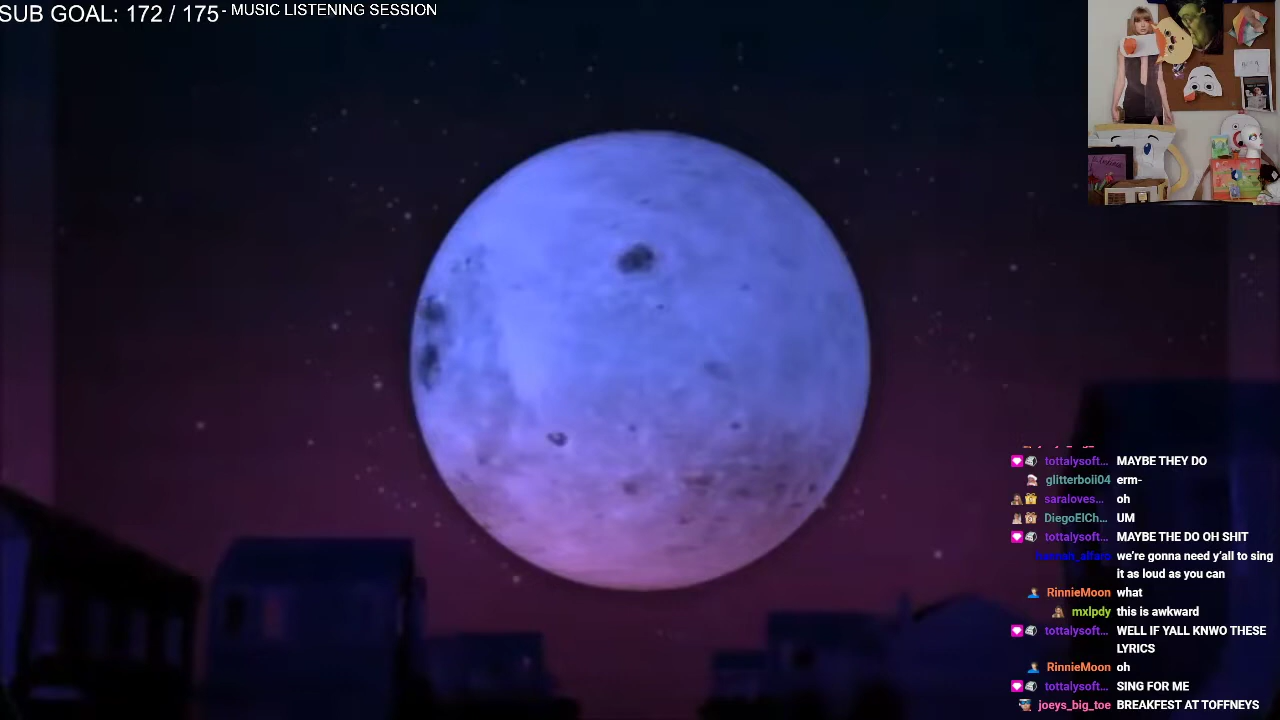 SUB GOAL: 172 / 175 - MUSIC LISTENING SESSION
tottalysoft... MAYBE THEY DO
glitterboii04 erm-
saraloves... oh
DiegoElCh... UM
tottalysoft... MAYBE THE DO OH SHIT
hannah_alfaro we're gonna need y'all to sing
it as loud as you can
RinnieMoon what
mxlpdy this is awkward
tottalysoft... WELL IF YALL KNWO THESE
LYRICS
RinnieMoon oh
tottalysoft... SING FOR ME
joeys_big_toe BREAKFEST AT TOFFNEYS